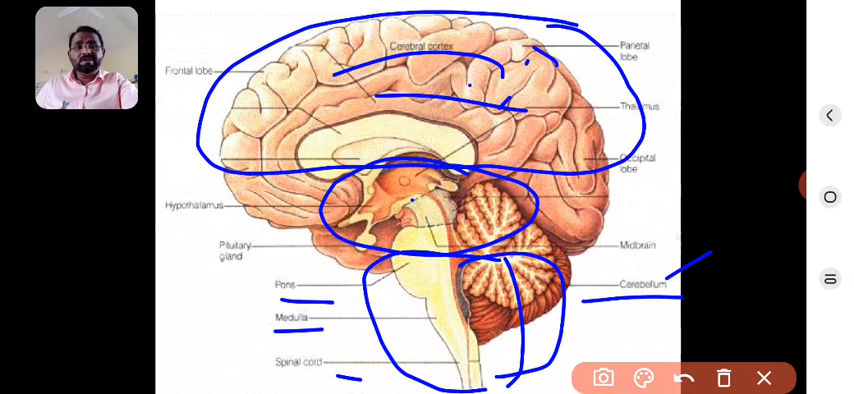 Cerebral cortex
Parietal
lobe
Frontal lobe
Thalamus
Occipital
lobe
Hypothalamus
Pituitary
gland
Midbrain
Pons
Cerebellum
Medulla
Spinal cord